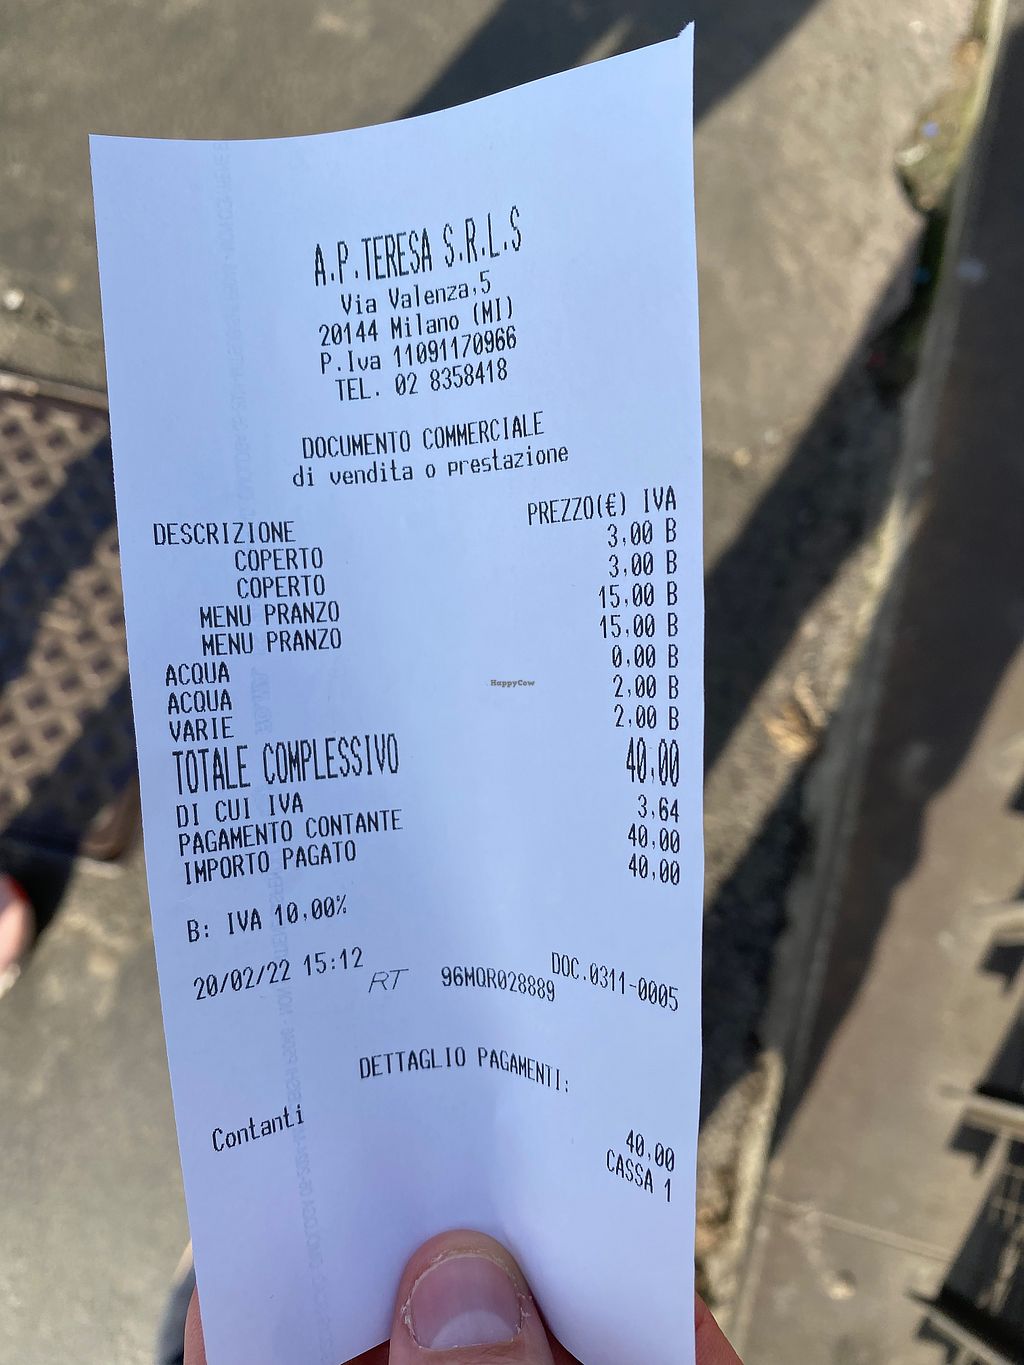 A.P.TERESA S.R.L.S
Via Valenza,5
20144 Milano (MI)
P.Iva 11091170966
TEL. 02 8358418
DOCUMENTO COMMERCIALE
di vendita o prestazione
DESCRIZIONE PREZZO(€) IVA
COPERTO 3,00 B
COPERTO 3,00 B
MENU PRANZO 15,00 B
MENU PRANZO 15,00 B
ACQUA 0,00 B
ACQUA 2,00 B
VARIE 2,00 B
TOTALE COMPLESSIVO 40,00
DI CUI IVA 3,64
PAGAMENTO CONTANTE 40,00
IMPORTO PAGATO 40,00
B: IVA 10,00%
20/02/22 15:12 DOC.0311-0005
RT 96MQR028889
DETTAGLIO PAGAMENTI:
Contanti 40,00
CASSA 1
HappyCow